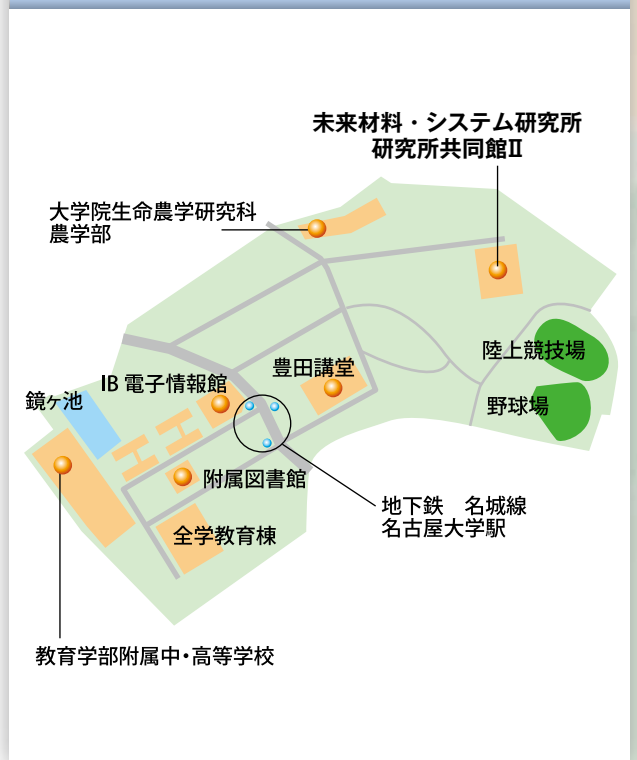 未来材料・システム研究所
研究所共同館Ⅱ
大学院生命農学研究科
農学部
陸上競技場
豊田講堂
IB 電子情報館
鏡ヶ池
野球場
附属図書館
地下鉄　名城線
名古屋大学駅
全学教育棟
教育学部附属中・高等学校